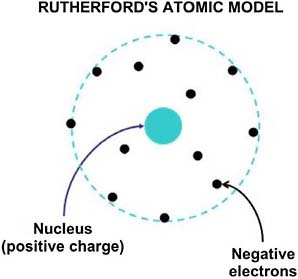 RUTHERFORD'S ATOMIC MODEL
Nucleus
(positive charge)
Negative
electrons